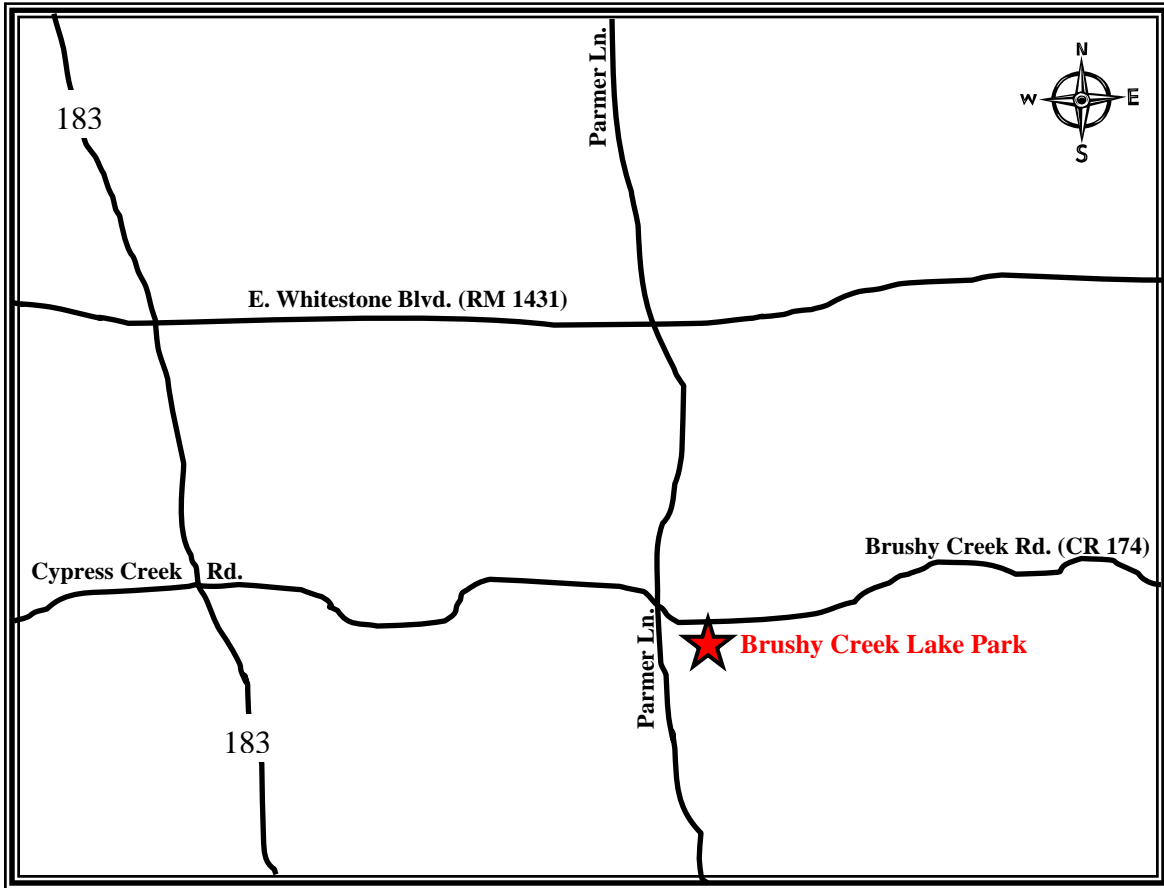 N
W E
S
Parmer Ln.
183
E. Whitestone Blvd. (RM 1431)
Brushy Creek Rd. (CR 174)
Cypress Creek Rd.
Brushy Creek Lake Park
Parmer Ln.
183